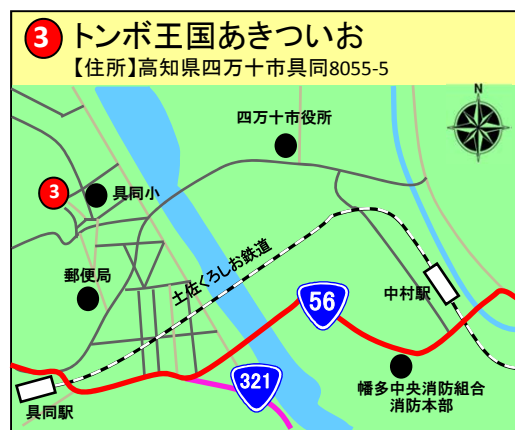 3 トンボ王国あきついお
【住所】高知県四万十市具同8055-5
N
四万十市役所
3
具同小
土佐くろしお鉄道
郵便局
中村駅
56
321
幡多中央消防組合
消防本部
具同駅